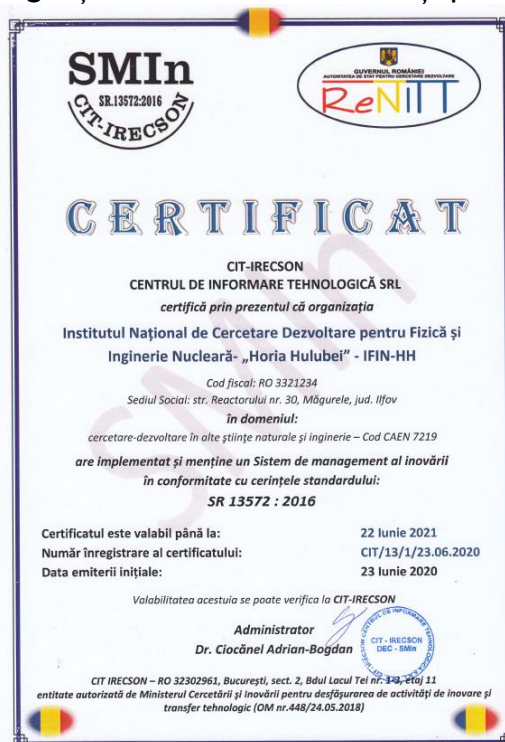 SMIn
SR.13572:2016
CIT-IRECSON
GUVERNUL ROMÂNIEI
AUTORITATEA DE STAT PENTRU CERCETARE DEZVOLTARE
ReNITT
CERTIFICAT
CIT-IRECSON
CENTRUL DE INFORMARE TEHNOLOGICĂ SRL
certifică prin prezentul că organizația
Institutul Național de Cercetare Dezvoltare pentru Fizică și
Inginerie Nucleară- „Horia Hulubei” - IFIN-HH
Cod fiscal: RO 3321234
Sediul Social: str. Reactorului nr. 30, Măgurele, jud. Ilfov
în domeniul:
cercetare-dezvoltare în alte științe naturale și inginerie – Cod CAEN 7219
are implementat și menține un Sistem de management al inovării
în conformitate cu cerințele standardului:
SR 13572 : 2016
Certificatul este valabil până la: 22 Iunie 2021
Număr înregistrare al certificatului: CIT/13/1/23.06.2020
Data emiterii inițiale: 23 Iunie 2020
Valabilitatea acestuia se poate verifica la CIT-IRECSON
Administrator
Dr. Ciocănel Adrian-Bogdan
CIT - IRECSON
DEC - SMIn
CIT IRECSON – RO 32302961, București, sect. 2, Bdul Lacul Tei nr. 1-3, etaj 11
entitate autorizată de Ministerul Cercetării și Inovării pentru desfășurarea de activități de inovare și
transfer tehnologic (OM nr.448/24.05.2018)
SMIn